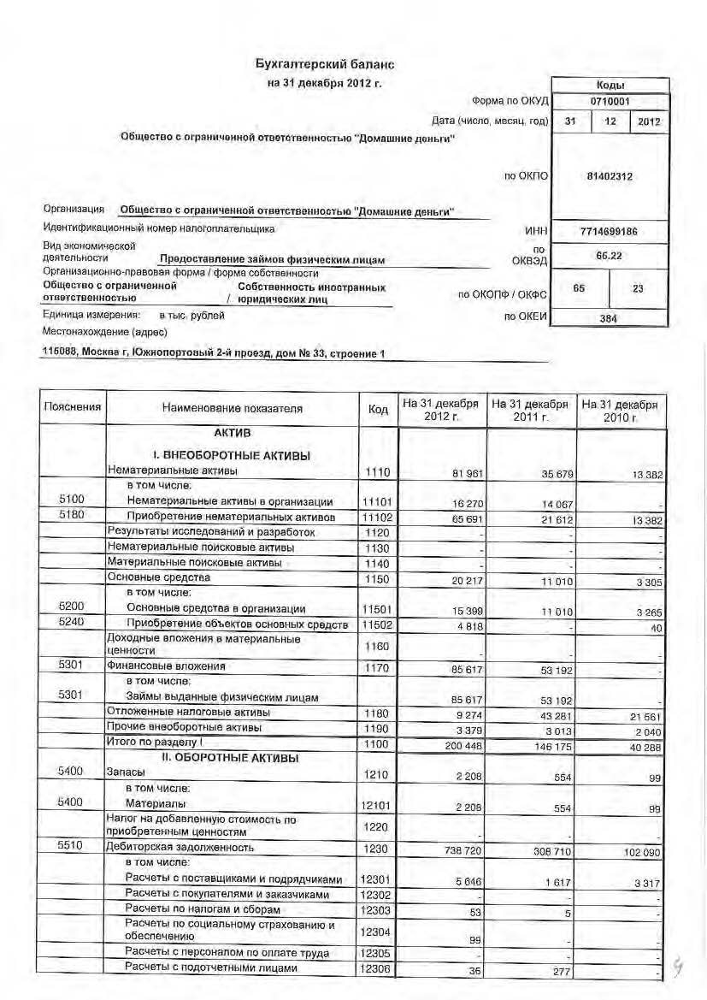 Бухгалтерский баланс
на 31 декабря 2012 г.
Коды
Форма по ОКУД 0710001
Дата (число, месяц, год) 31 12 2012
Общество с ограниченной ответственностью "Домашние деньги"
по ОКПО 81402312
Организация Общество с ограниченной ответственностью "Домашние деньги"
Идентификационный номер налогоплательщика ИНН 7714699186
Вид экономической
деятельности Предоставление займов физическим лицам
по
ОКВЭД 66.22
Организационно-правовая форма / форма собственности
Общество с ограниченной Собственность иностранных
ответственностью / юридических лиц
по ОКОПФ / ОКФС 65 23
Единица измерения: в тыс. рублей по ОКЕИ 384
Местонахождение (адрес)
115088, Москва г, Южнопортовый 2-й проезд, дом № 33, строение 1
Пояснения Наименование показателя Код На 31 декабря На 31 декабря На 31 декабря
2012 г. 2011 г. 2010 г.
АКТИВ
I. ВНЕОБОРОТНЫЕ АКТИВЫ
Нематериальные активы 1110 81 961 35 679 13 382
в том числе:
5100 Нематериальные активы в организации 11101 16 270 14 067 -
5180 Приобретение нематериальных активов 11102 65 691 21 612 13 382
Результаты исследований и разработок 1120 - - -
Нематериальные поисковые активы 1130 - - -
Материальные поисковые активы 1140 - - -
Основные средства 1150 20 217 11 010 3 305
в том числе:
5200 Основные средства в организации 11501 15 399 11 010 3 265
5240 Приобретение объектов основных средств 11502 4 818 - 40
Доходные вложения в материальные
ценности 1160 - - -
5301 Финансовые вложения 1170 85 617 53 192 -
в том числе:
5301 Займы выданные физическим лицам 85 617 53 192 -
Отложенные налоговые активы 1180 9 274 43 281 21 561
Прочие внеоборотные активы 1190 3 379 3 013 2 040
Итого по разделу I 1100 200 448 146 175 40 288
II. ОБОРОТНЫЕ АКТИВЫ
5400 Запасы 1210 2 208 554 99
в том числе:
5400 Материалы 12101 2 208 554 99
Налог на добавленную стоимость по
приобретенным ценностям 1220 - - -
5510 Дебиторская задолженность 1230 738 720 308 710 102 090
в том числе:
Расчеты с поставщиками и подрядчиками 12301 5 646 1 617 3 317
Расчеты с покупателями и заказчиками 12302 - - -
Расчеты по налогам и сборам 12303 53 5 -
Расчеты по социальному страхованию и
обеспечению 12304 99 - -
Расчеты с персоналом по оплате труда 12305 - - -
Расчеты с подотчетными лицами 12306 36 277 -